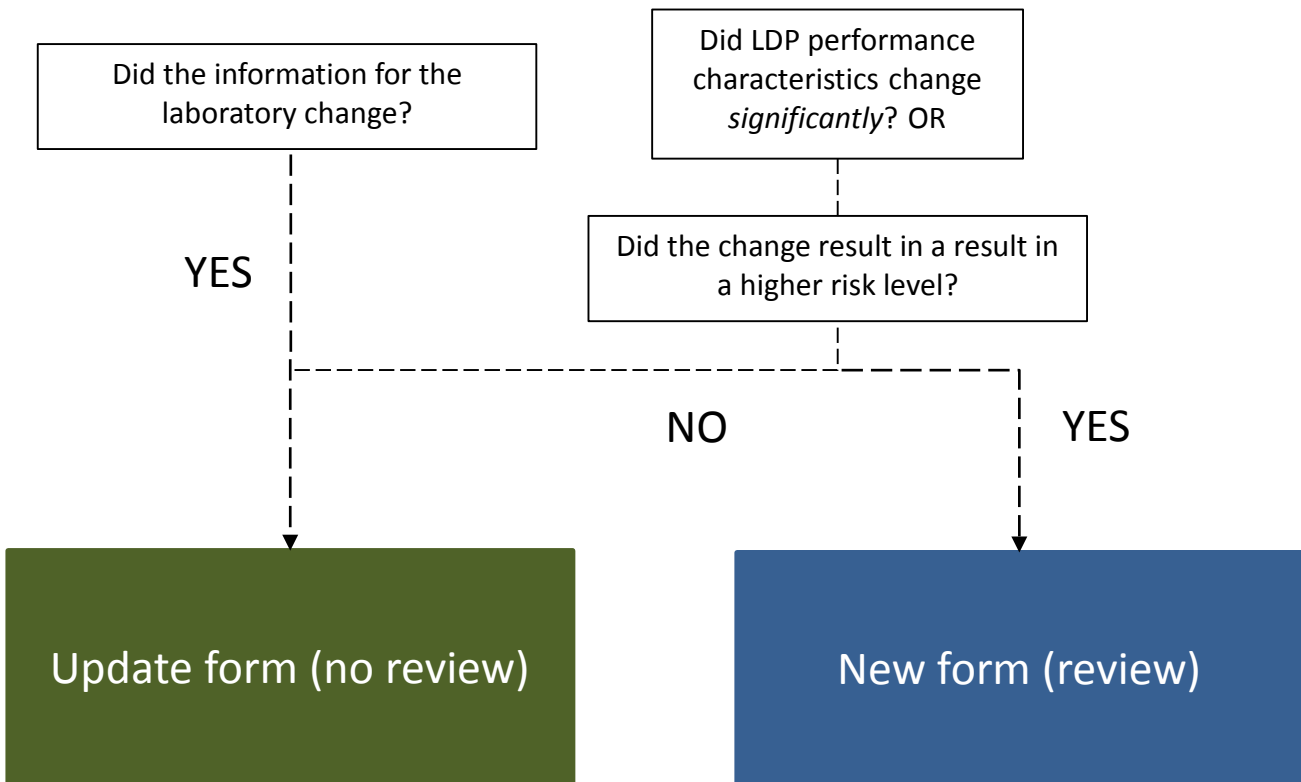 Did the information for the
laboratory change?
Did LDP performance
characteristics change
significantly? OR
Did the change result in a result in
a higher risk level?
YES
NO
YES
Update form (no review)
New form (review)